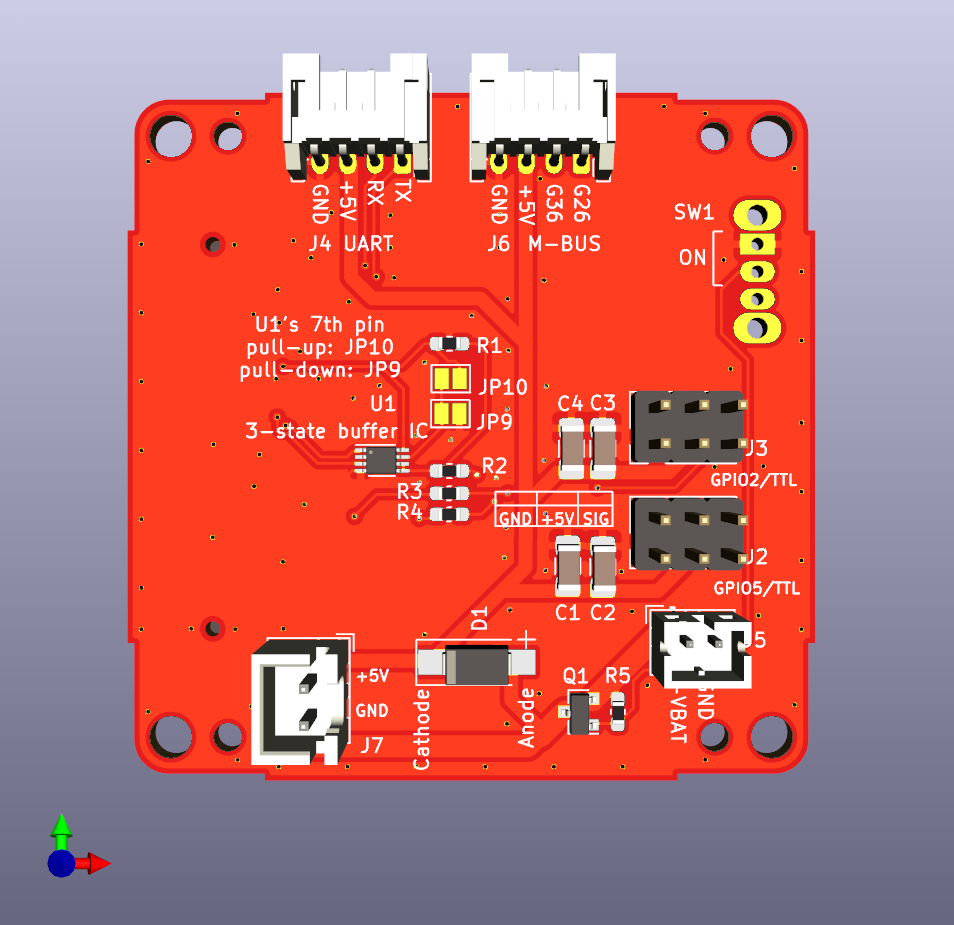 GND +5V RX TX
GND +5V G36 G26
J4 UART
J6 M-BUS
SW1
ON
U1's 7th pin
pull-up: JP10
pull-down: JP9
R1
JP10
JP9
U1
3-state buffer IC
C4 C3
J3
GPIO2/TTL
R2
R3
R4
GND +5V SIG
J2
GPIO5/TTL
C1 C2
D1
+
J5
+5V
GND
J7
Cathode
Anode
Q1 R5
-VBAT
GND